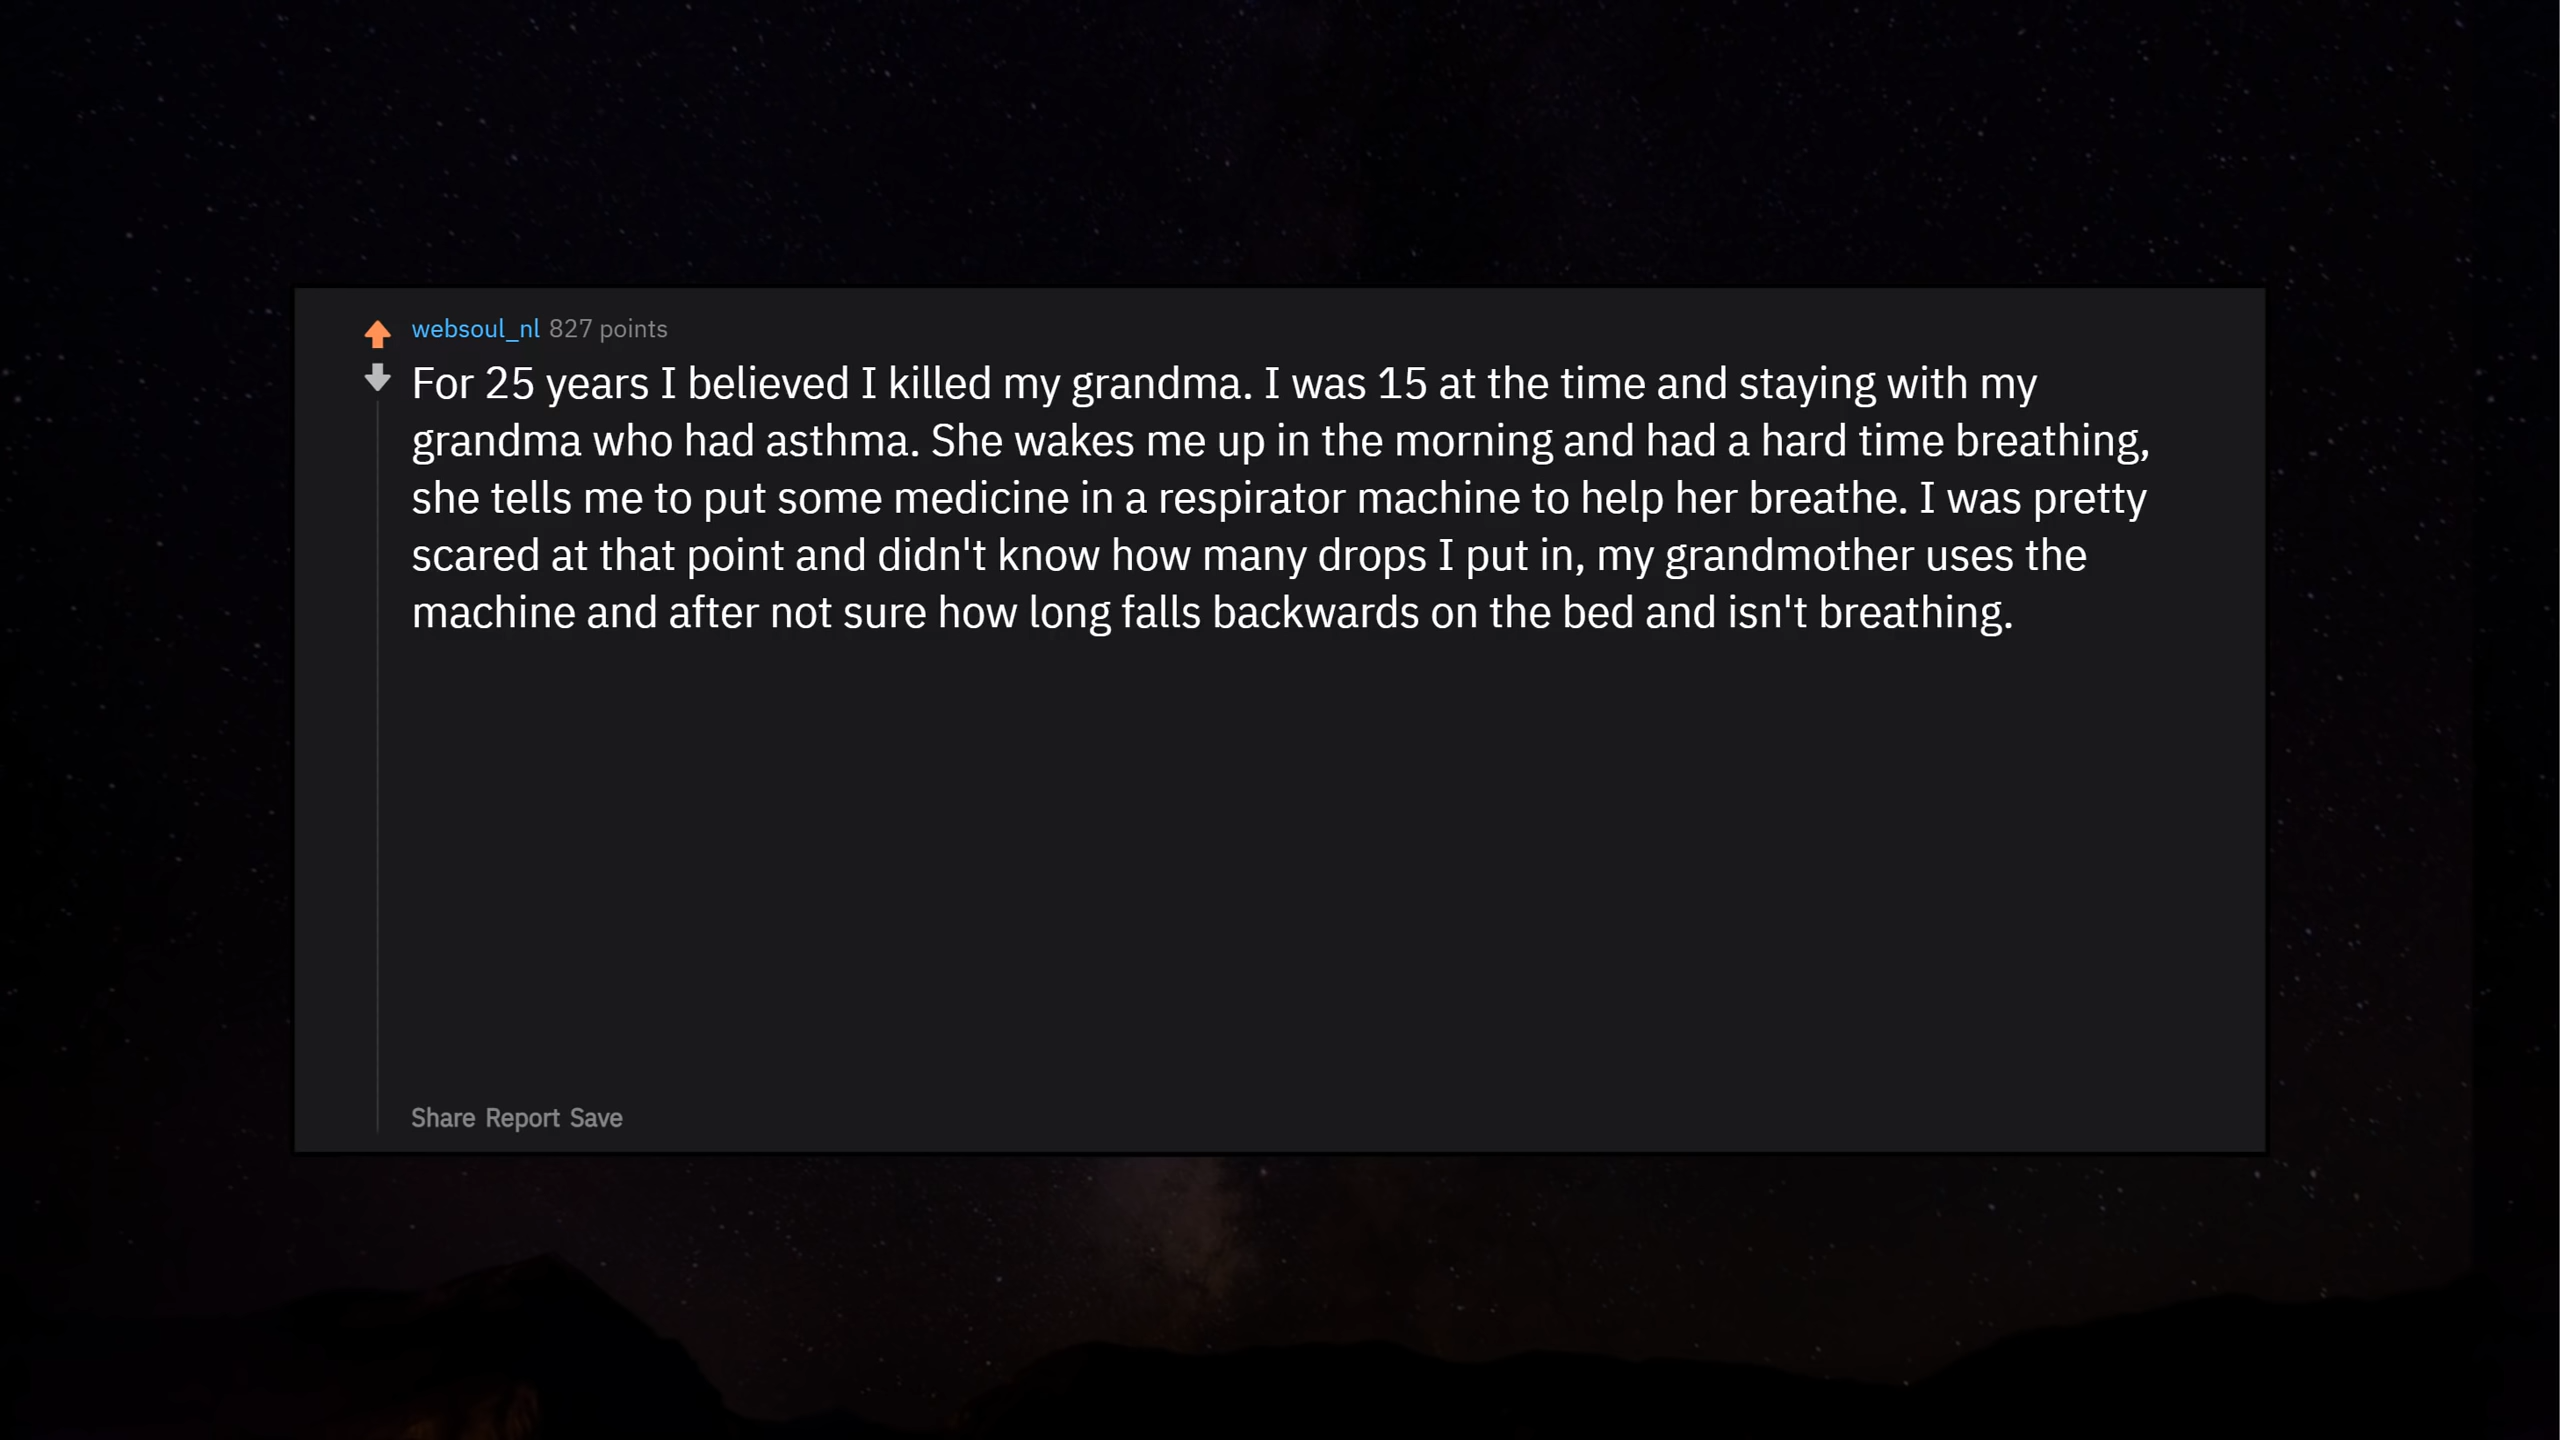 websoul_nl 827 points
For 25 years I believed I killed my grandma. I was 15 at the time and staying with my
grandma who had asthma. She wakes me up in the morning and had a hard time breathing,
she tells me to put some medicine in a respirator machine to help her breathe. I was pretty
scared at that point and didn't know how many drops I put in, my grandmother uses the
machine and after not sure how long falls backwards on the bed and isn't breathing.
Share Report Save